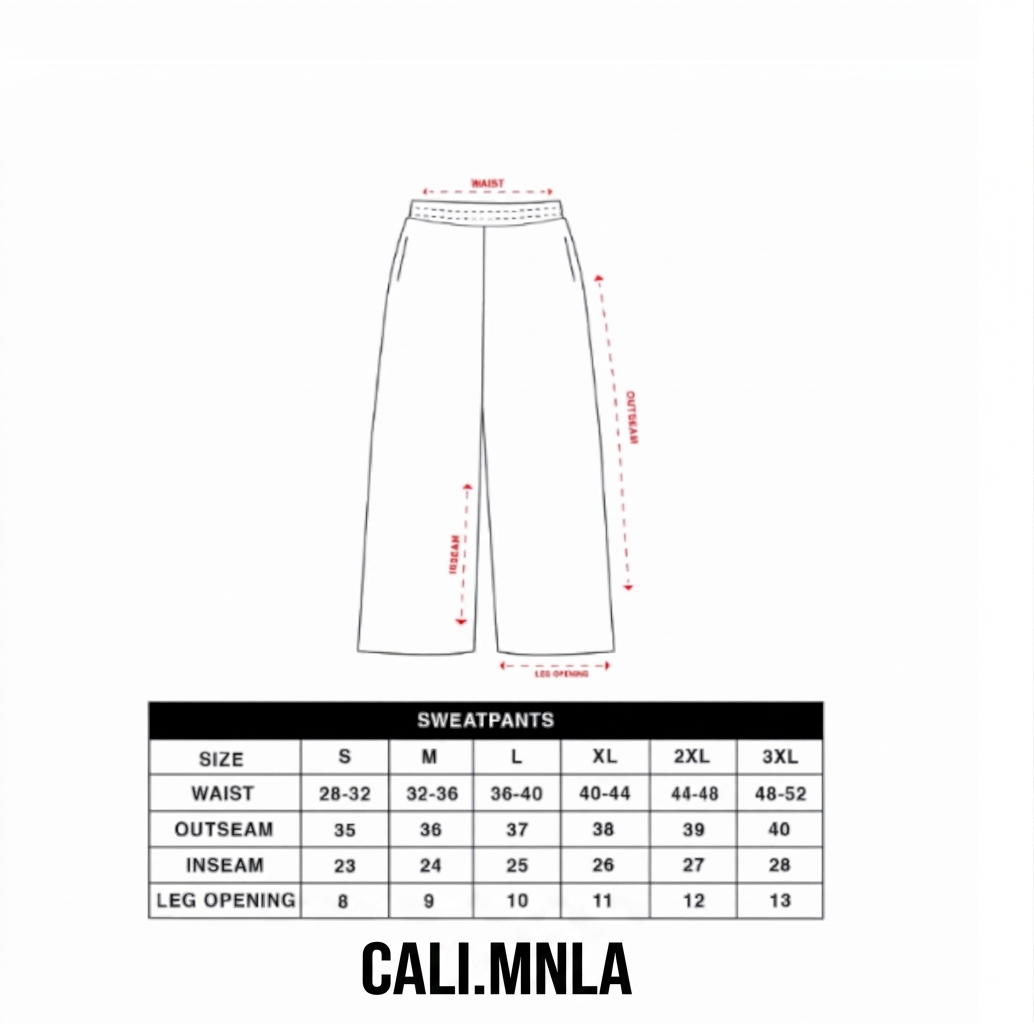 WAIST
OUTSEAM
INSEAM
LEG OPENING
SWEATPANTS
SIZE S M L XL 2XL 3XL
WAIST 28-32 32-36 36-40 40-44 44-48 48-52
OUTSEAM 35 36 37 38 39 40
INSEAM 23 24 25 26 27 28
LEG OPENING 8 9 10 11 12 13
CALI.MNLA